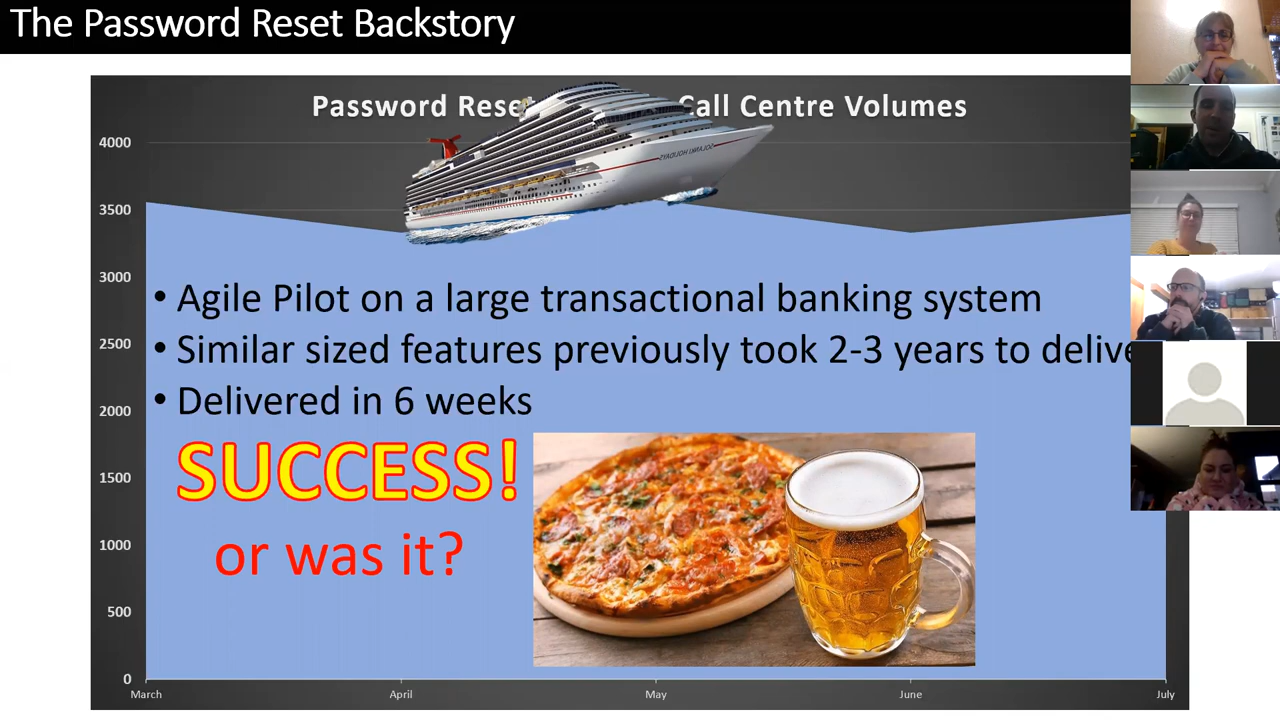 The Password Reset Backstory
Password Reset Call Centre Volumes
4000
3500
3000
2500
2000
1500
1000
500
0
• Agile Pilot on a large transactional banking system
• Similar sized features previously took 2-3 years to delive
• Delivered in 6 weeks
SUCCESS!
or was it?
March April May June July